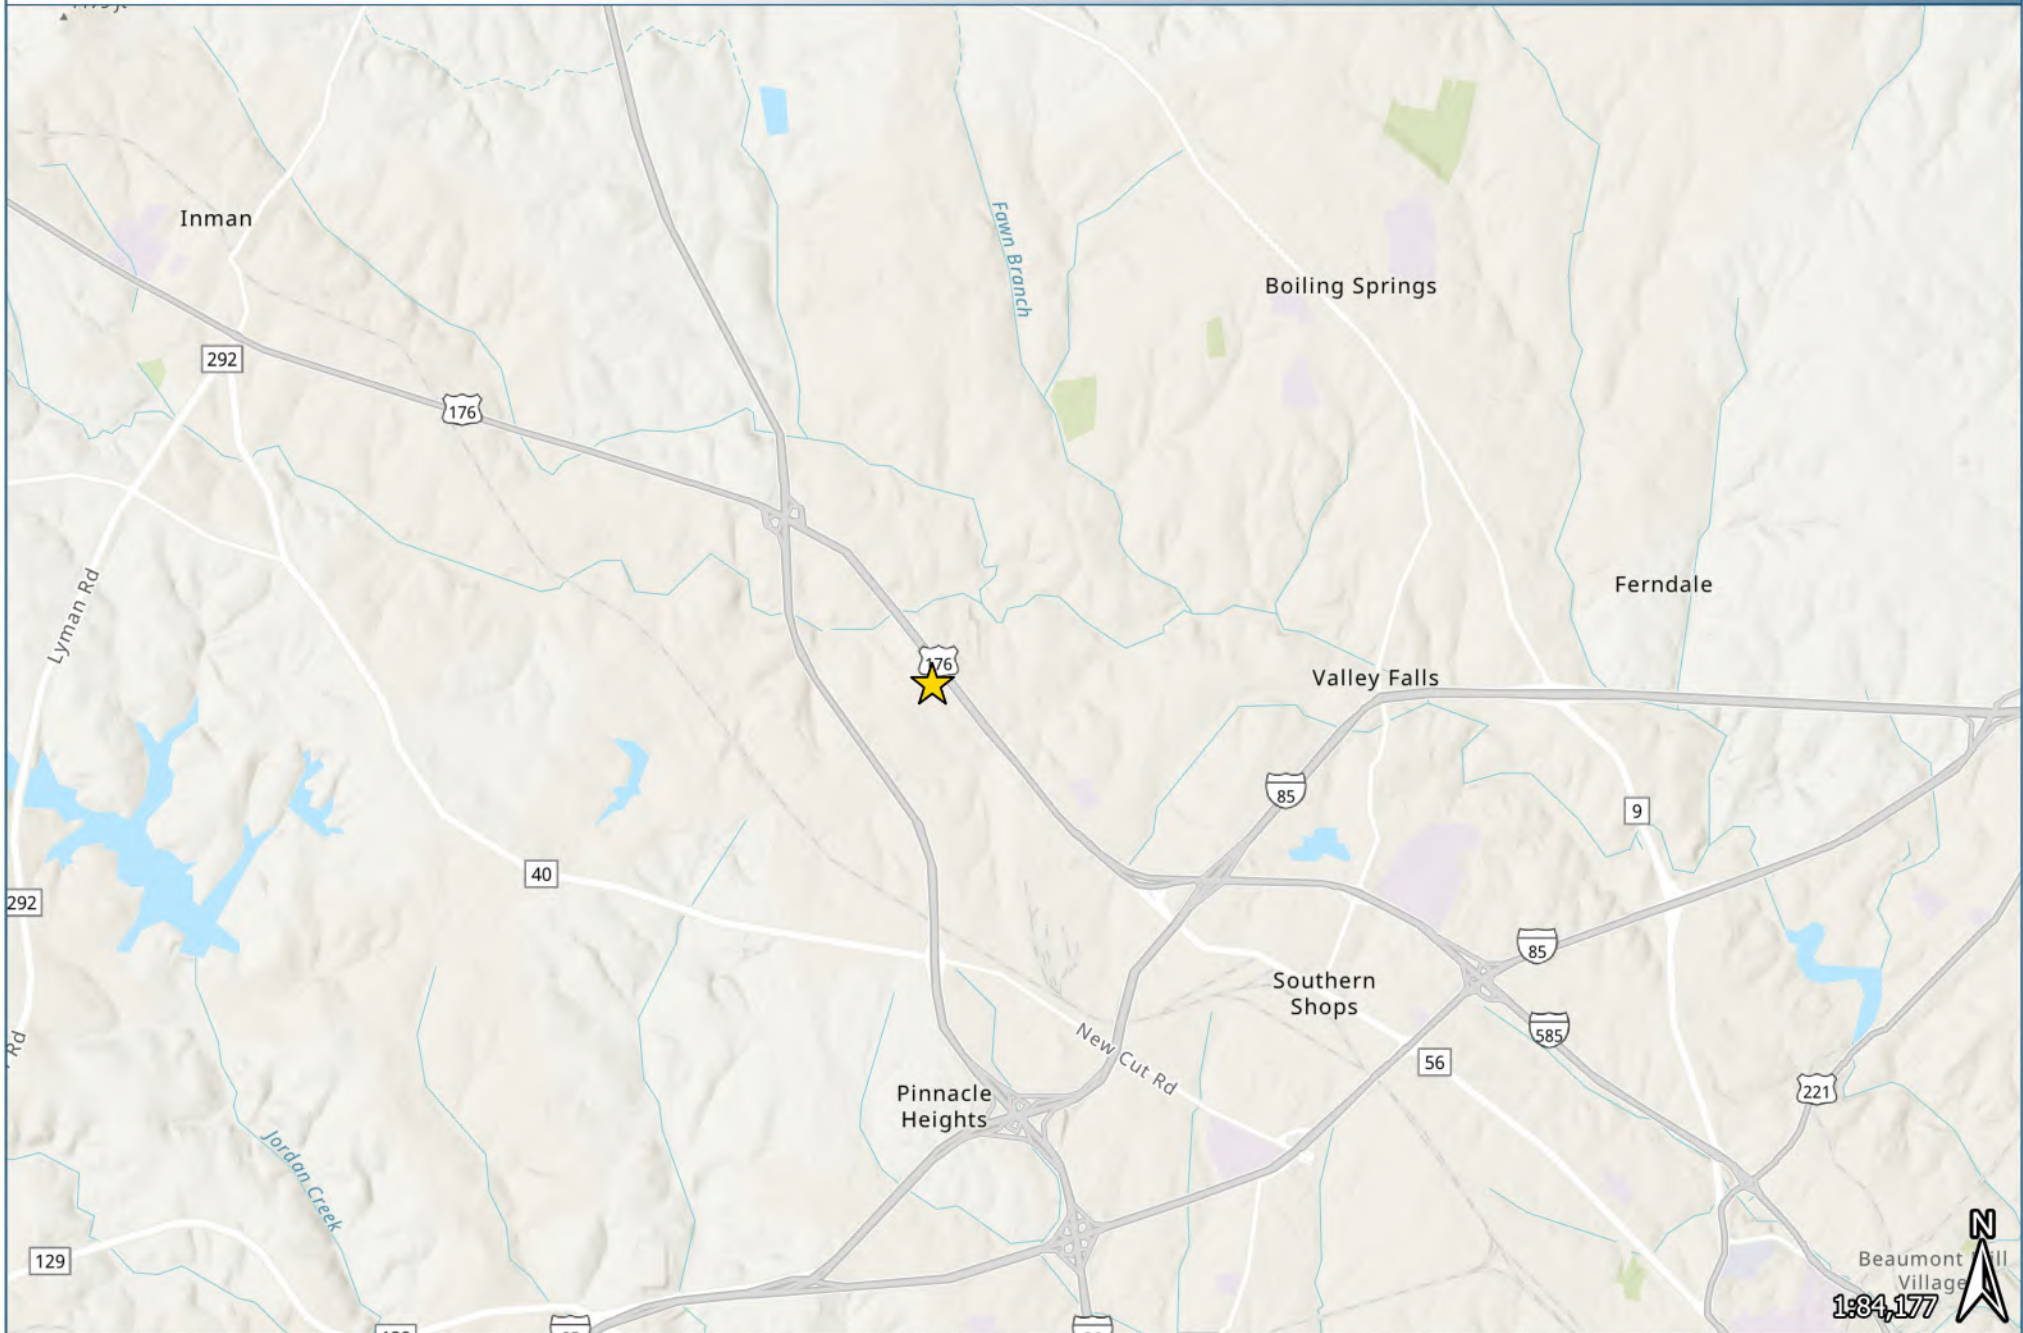 Inman
Fawn Branch
Boiling Springs
292
176
Ferndale
Lyman Rd
176
Valley Falls
85
9
40
292
85
Southern
Shops
585
New Cut Rd
56
Rd
221
Pinnacle
Heights
Jordan Creek
N
129
Beaumont
Village
1:84,177